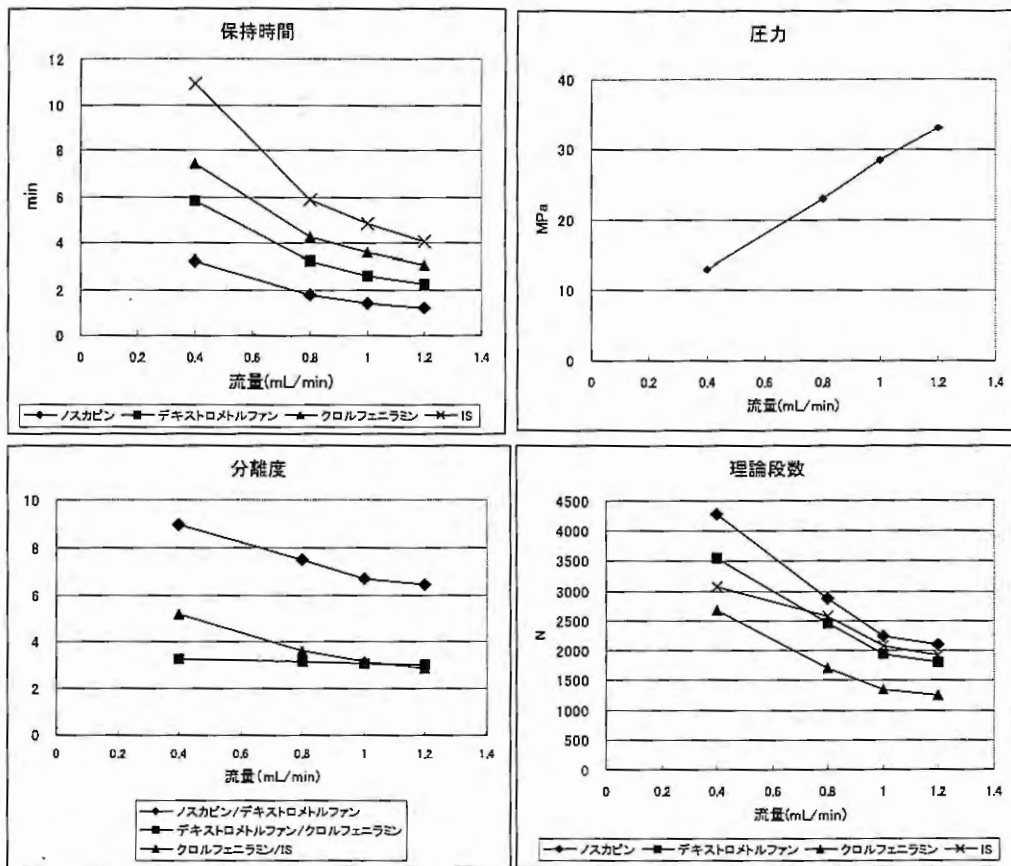 保持時間
12
10
8
6
4
2
0
min
0 0.2 0.4 0.6 0.8 1 1.2 1.4
流量(mL/min)
ノスカピン デキストロメトルファン クロルフェニラミン IS
圧力
40
30
20
10
0
MPa
0 0.2 0.4 0.6 0.8 1 1.2 1.4
流量(mL/min)
分離度
10
8
6
4
2
0
0 0.2 0.4 0.6 0.8 1 1.2 1.4
流量(mL/min)
ノスカピン/デキストロメトルファン
デキストロメトルファン/クロルフェニラミン
クロルフェニラミン/IS
理論段数
4500
4000
3500
3000
2500
2000
1500
1000
500
0
N
0 0.2 0.4 0.6 0.8 1 1.2 1.4
流量(mL/min)
ノスカピン デキストロメトルファン クロルフェニラミン IS